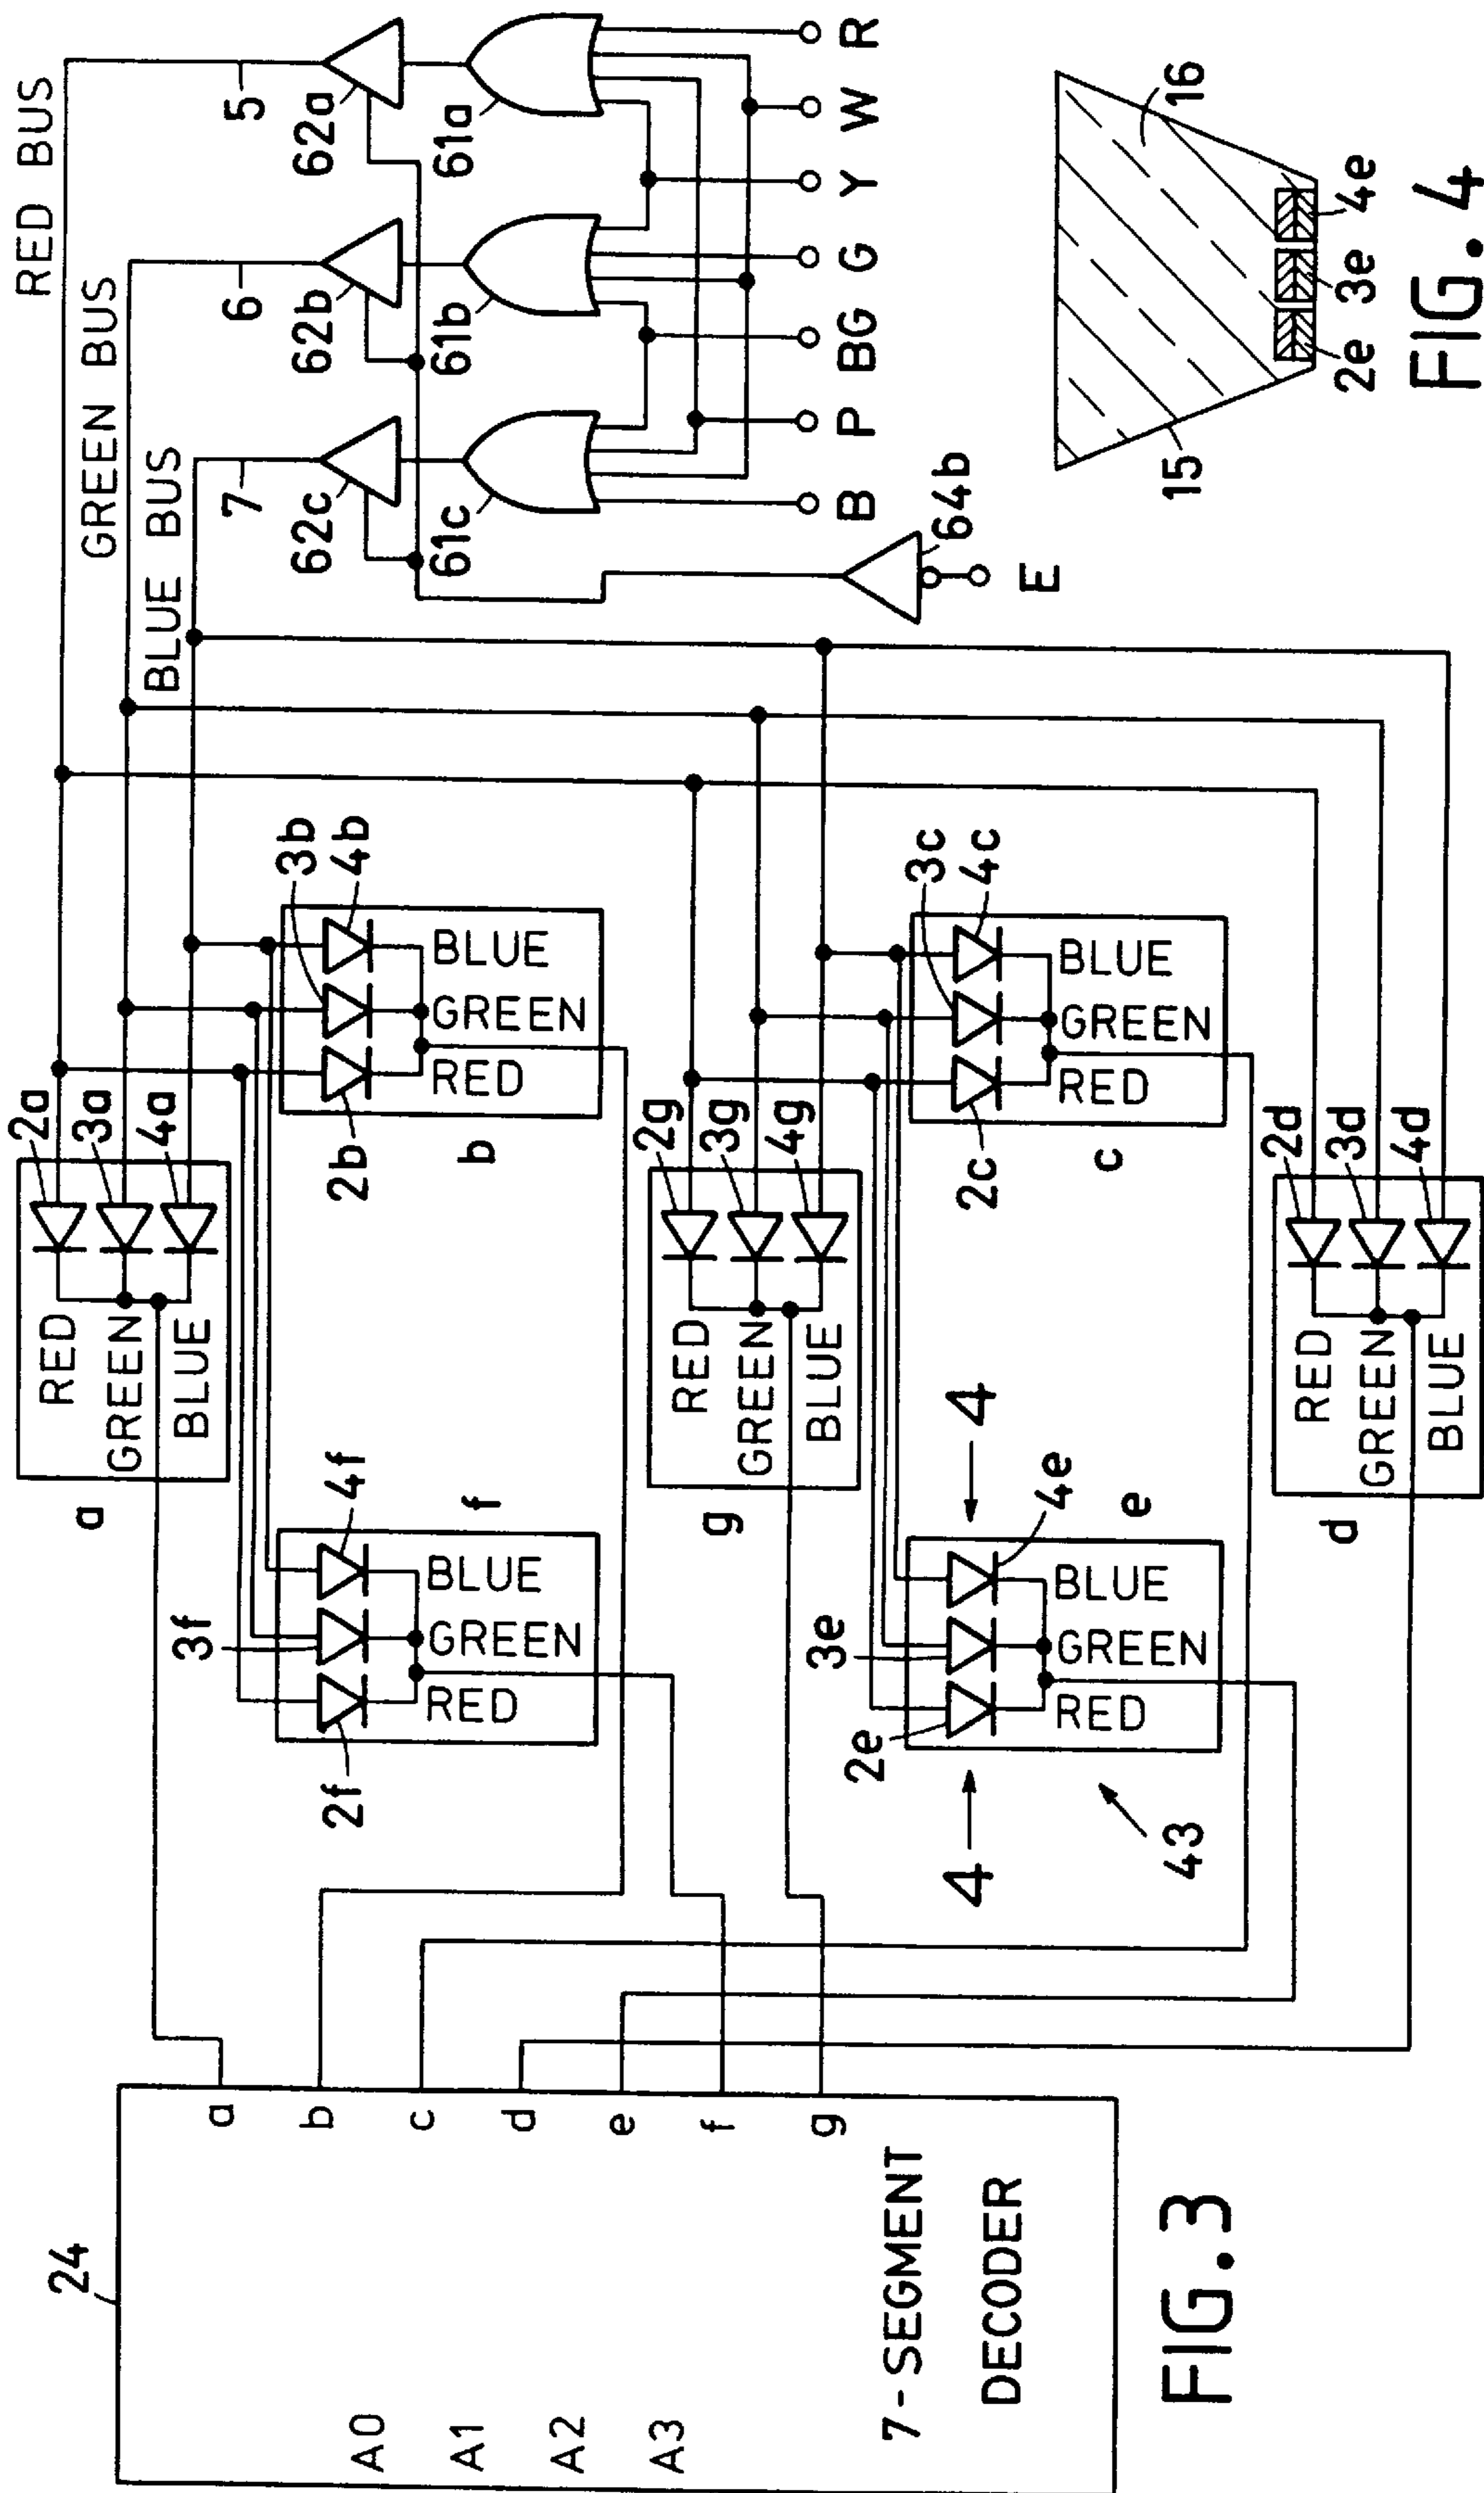 24
A0
A1
A2
A3
7-SEGMENT
DECODER
a
b
c
d
e
f
g
FIG. 3
a
RED
GREEN
BLUE
2a
3a
4a
f
2f
3f
4f
RED
GREEN
BLUE
b
2b
3b
4b
RED
GREEN
BLUE
g
RED
GREEN
BLUE
2g
3g
4g
e
2e
3e
4e
RED
GREEN
BLUE
4
4
43
c
2c
3c
4c
RED
GREEN
BLUE
d
RED
GREEN
BLUE
2d
3d
4d
RED BUS
GREEN BUS
BLUE BUS
5
6
7
62c
62b
62a
61c
61b
61a
64b
E
B
P
BG
G
Y
W
R
15
16
2e
3e
4e
FIG. 4